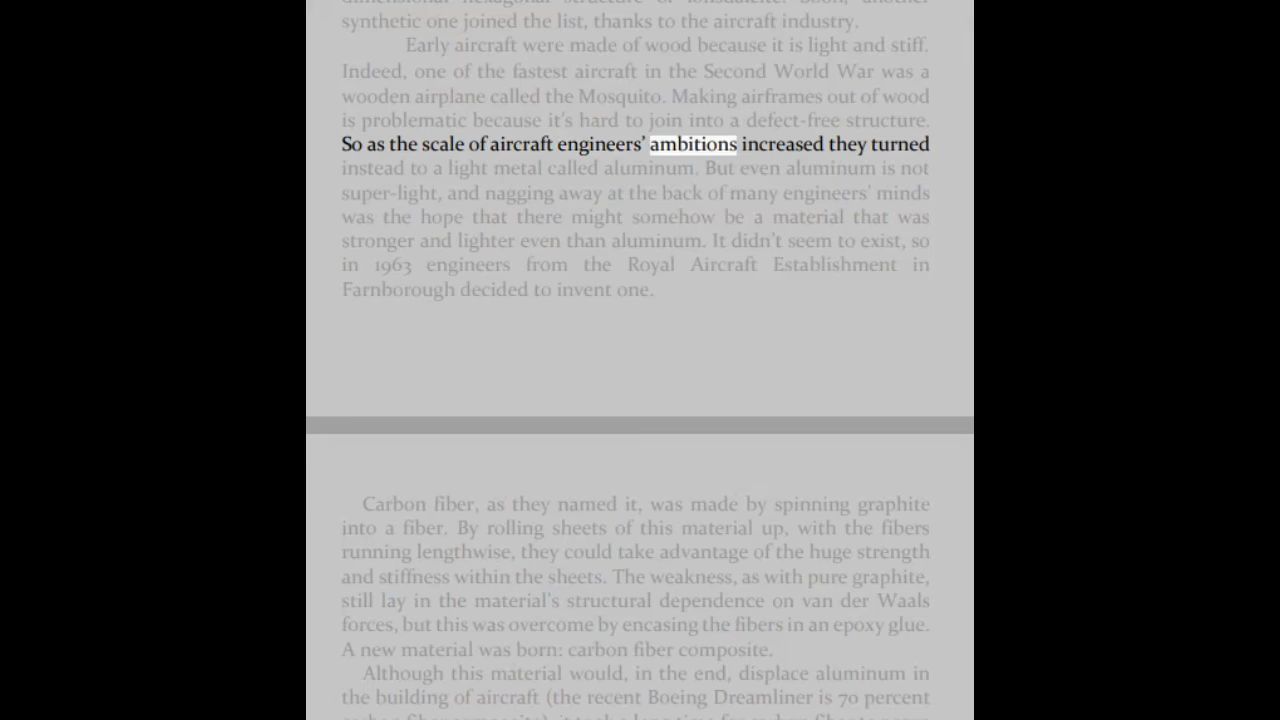 synthetic one joined the list, thanks to the aircraft industry.
Early aircraft were made of wood because it is light and stiff.
Indeed, one of the fastest aircraft in the Second World War was a
wooden airplane called the Mosquito. Making airframes out of wood
is problematic because it's hard to join into a defect-free structure.
So as the scale of aircraft engineers' ambitions increased they turned
instead to a light metal called aluminum. But even aluminum is not
super-light, and nagging away at the back of many engineers' minds
was the hope that there might somehow be a material that was
stronger and lighter even than aluminum. It didn't seem to exist, so
in 1963 engineers from the Royal Aircraft Establishment in
Farnborough decided to invent one.
Carbon fiber, as they named it, was made by spinning graphite
into a fiber. By rolling sheets of this material up, with the fibers
running lengthwise, they could take advantage of the huge strength
and stiffness within the sheets. The weakness, as with pure graphite,
still lay in the material's structural dependence on van der Waals
forces, but this was overcome by encasing the fibers in an epoxy glue.
A new material was born: carbon fiber composite.
Although this material would, in the end, displace aluminum in
the building of aircraft (the recent Boeing Dreamliner is 70 percent